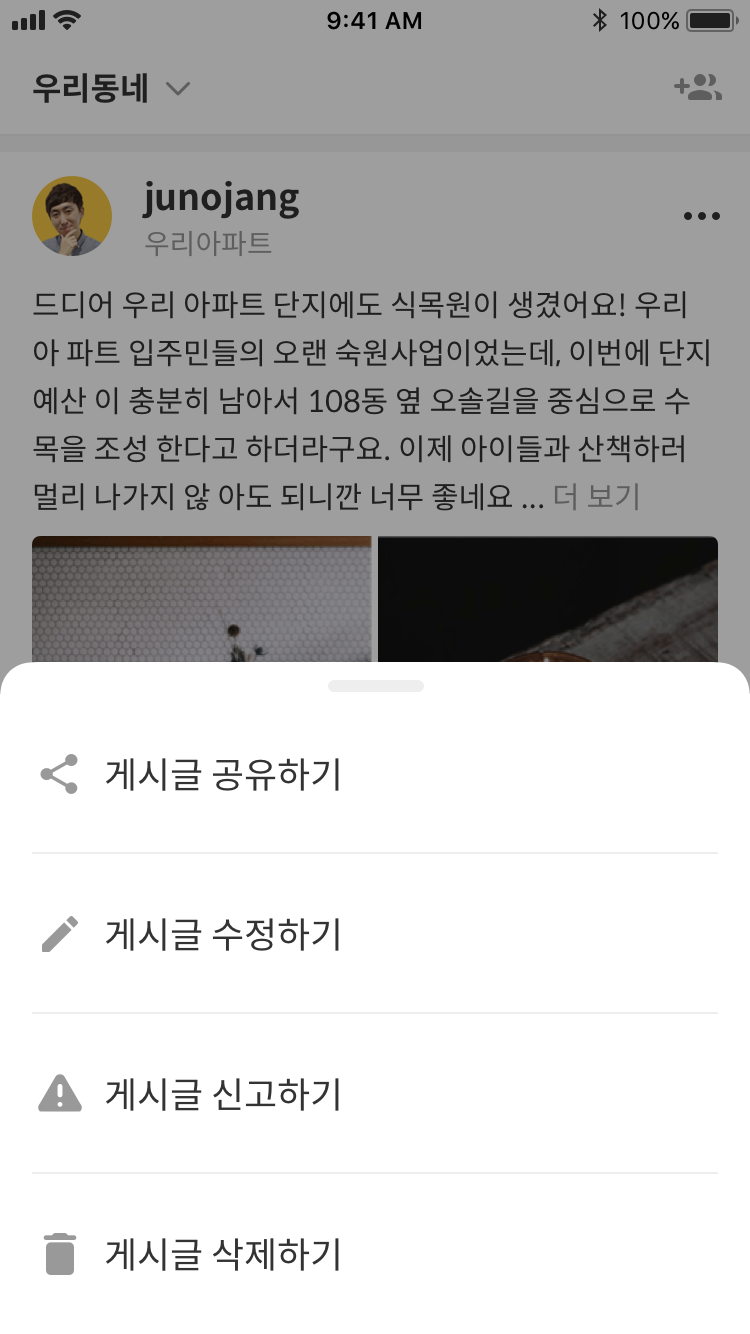 9:41 AM 100%
우리동네
junojang
우리아파트
드디어 우리 아파트 단지에도 식목원이 생겼어요! 우리
아 파트 입주민들의 오랜 숙원사업이었는데, 이번에 단지
예산 이 충분히 남아서 108동 옆 오솔길을 중심으로 수
목을 조성 한다고 하더라구요. 이제 아이들과 산책하러
멀리 나가지 않 아도 되니깐 너무 좋네요 ... 더 보기
게시글 공유하기
게시글 수정하기
게시글 신고하기
게시글 삭제하기